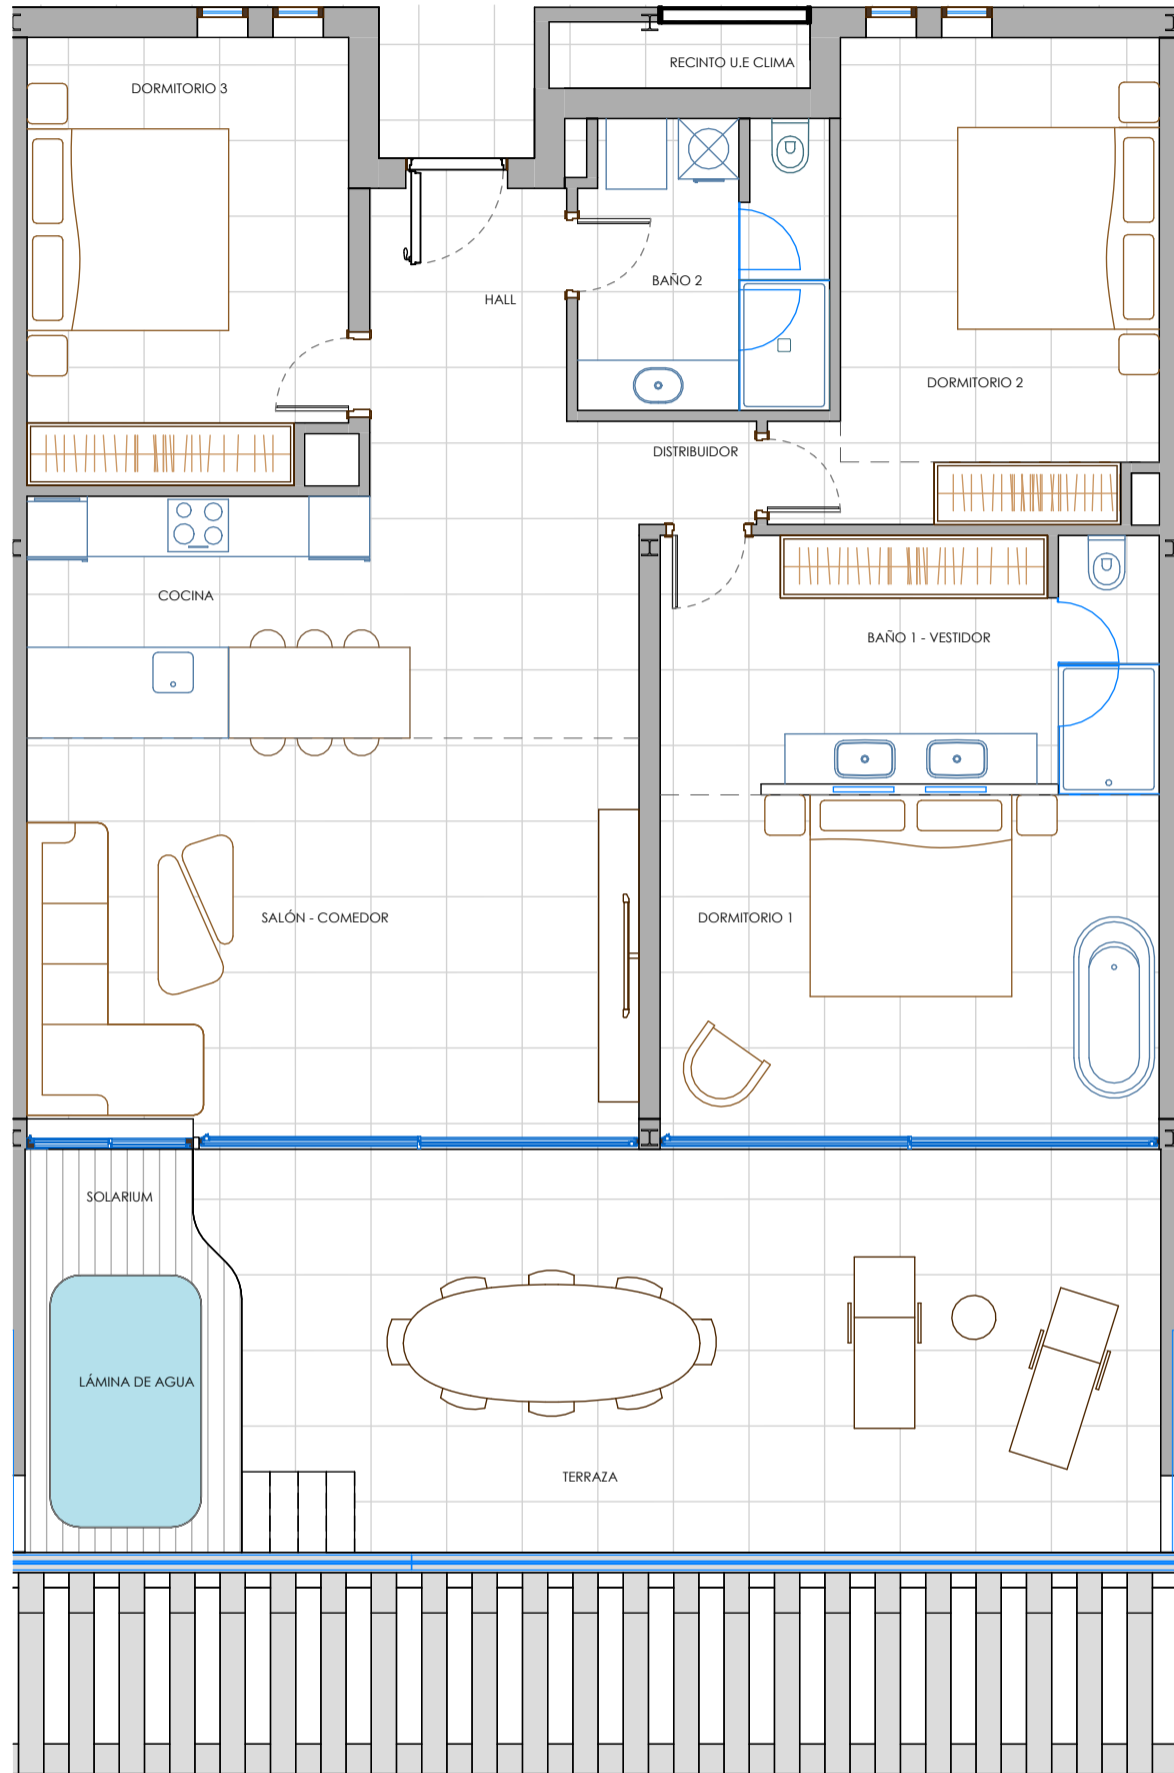 RECINTO U.E CLIMA
DORMITORIO 3
BAÑO 2
HALL
DORMITORIO 2
DISTRIBUIDOR
COCINA
BAÑO 1 - VESTIDOR
SALÓN - COMEDOR
DORMITORIO 1
SOLARIUM
LÁMINA DE AGUA
TERRAZA